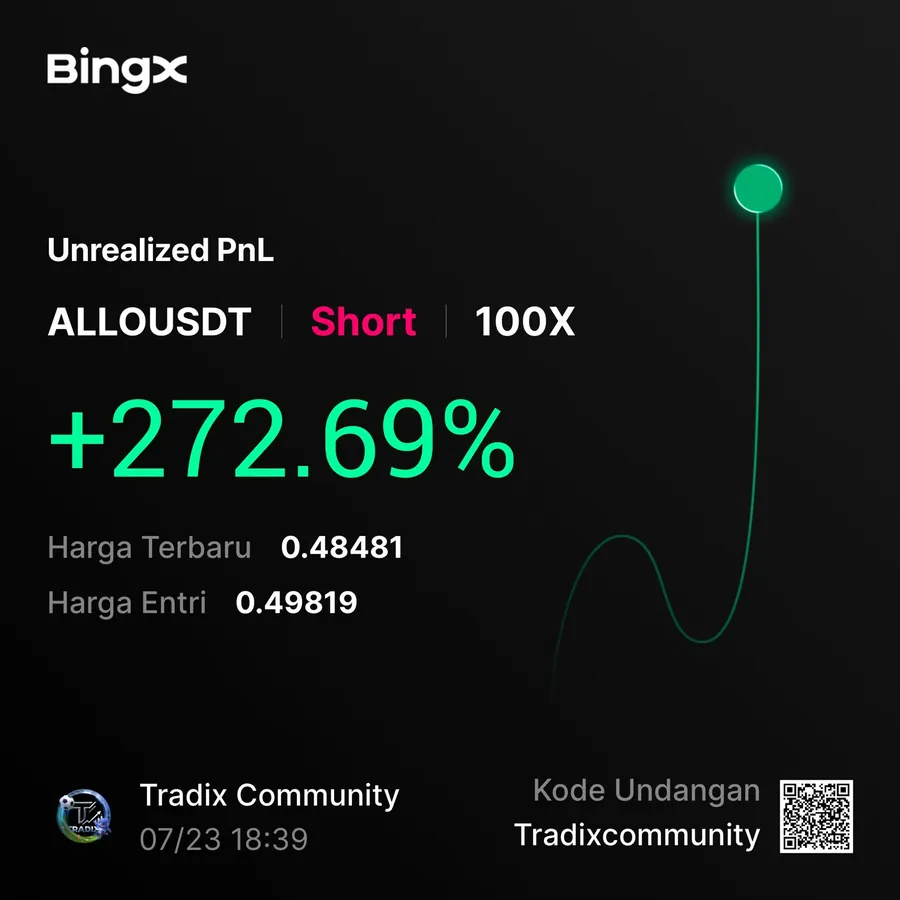 BingX
Unrealized PnL
ALLOUSDT | Short | 100X
+272.69%
Harga Terbaru 0.48481
Harga Entri 0.49819
Tradix Community
07/23 18:39
Kode Undangan
Tradixcommunity
TRADIX